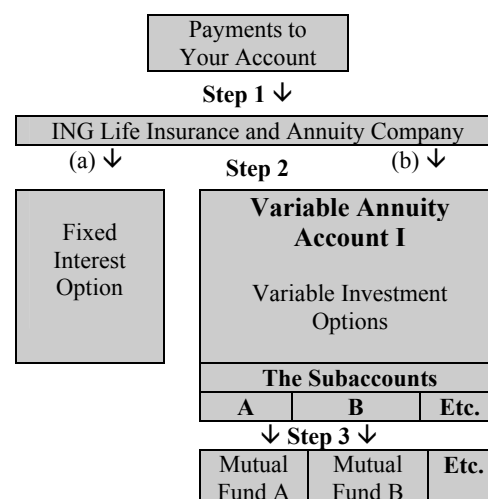 Payments to
Your Account
Step 1 ↓
ING Life Insurance and Annuity Company
(a) ↓ Step 2 (b) ↓
Fixed
Interest
Option
Variable Annuity
Account I
Variable Investment
Options
The Subaccounts
A B Etc.
↓ Step 3 ↓
Mutual
Fund A
Mutual
Fund B
Etc.